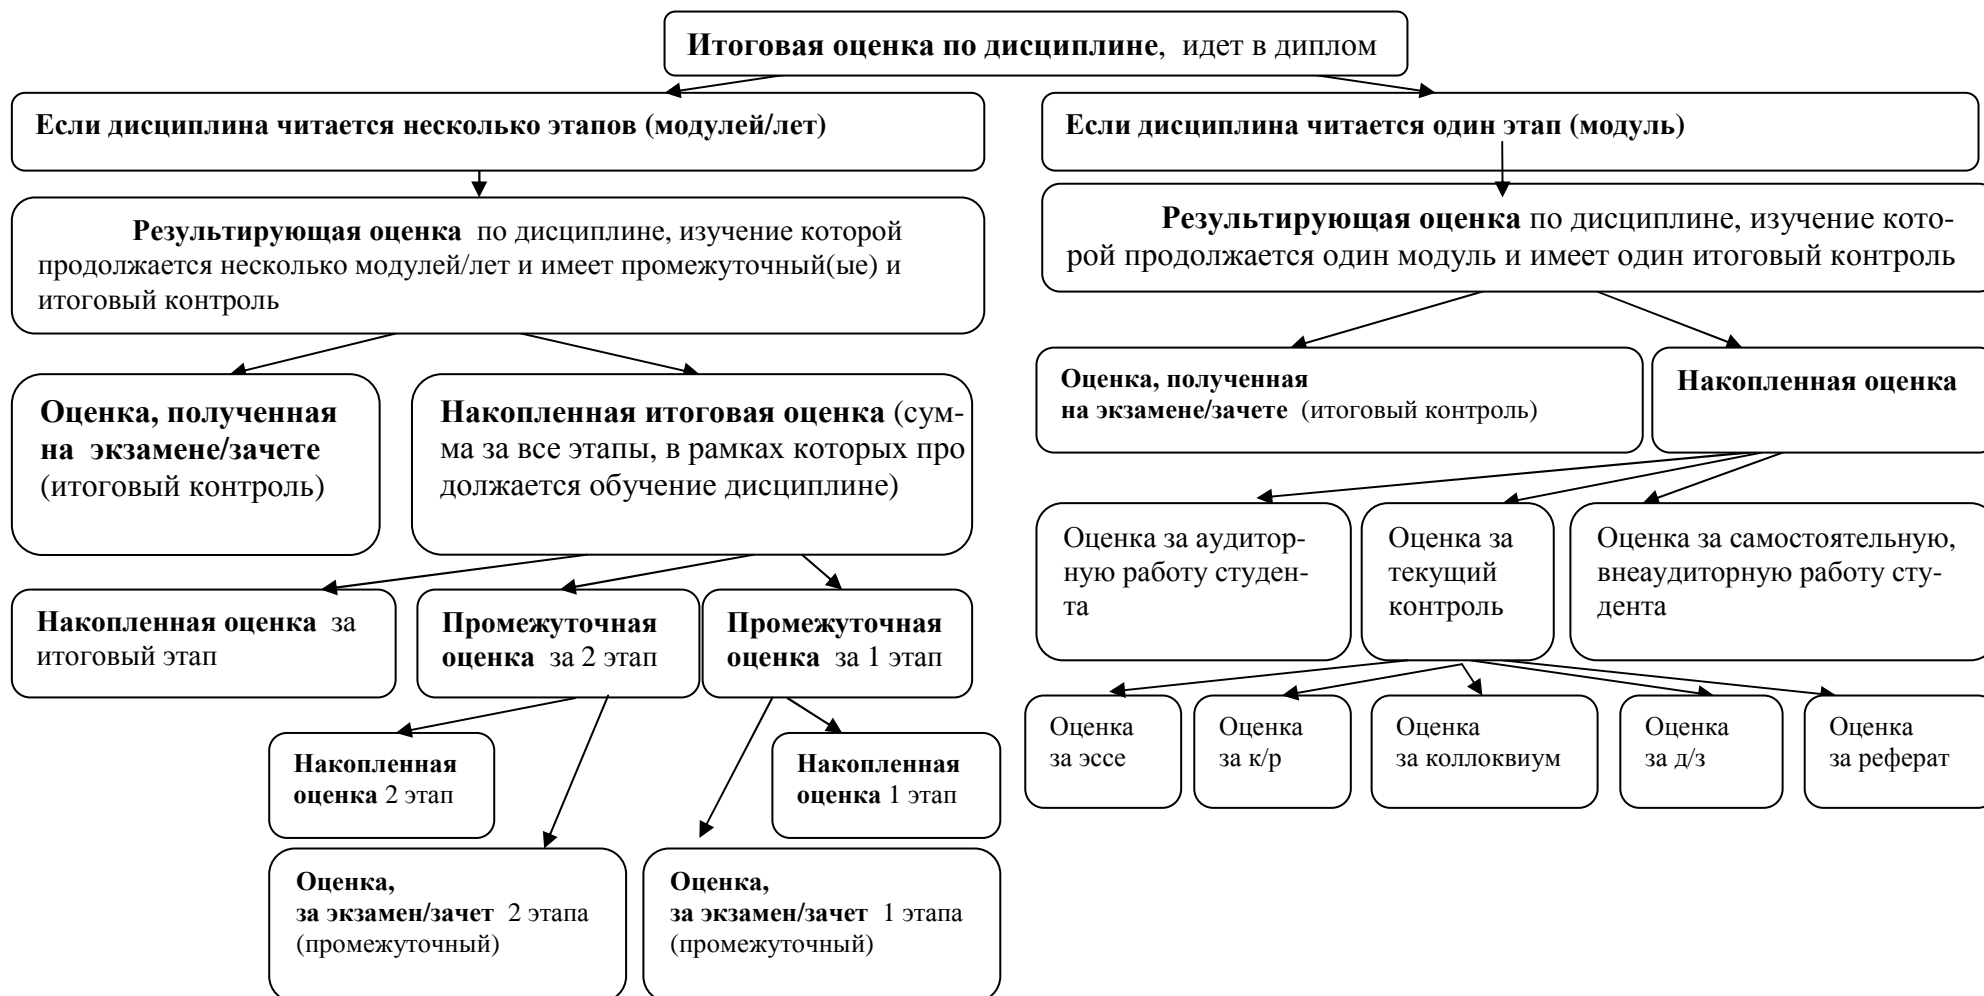 Итоговая оценка по дисциплине, идет в диплом
Если дисциплина читается несколько этапов (модулей/лет)
Если дисциплина читается один этап (модуль)
Результирующая оценка по дисциплине, изучение которой
продолжается несколько модулей/лет и имеет промежуточный(ые) и
итоговый контроль
Результирующая оценка по дисциплине, изучение кото-
рой продолжается один модуль и имеет один итоговый контроль
Оценка, полученная
на экзамене/зачете
(итоговый контроль)
Накопленная итоговая оценка (сум-
ма за все этапы, в рамках которых про
должается обучение дисциплине)
Оценка, полученная
на экзамене/зачете (итоговый контроль)
Накопленная оценка
Оценка за аудитор-
ную работу студен-
та
Оценка за
текущий
контроль
Оценка за самостоятельную,
внеаудиторную работу сту-
дента
Накопленная оценка за
итоговый этап
Промежуточная
оценка за 2 этап
Промежуточная
оценка за 1 этап
Оценка
за эссе
Оценка
за к/р
Оценка
за коллоквиум
Оценка
за д/з
Оценка
за реферат
Накопленная
оценка 2 этап
Накопленная
оценка 1 этап
Оценка,
за экзамен/зачет 2 этапа
(промежуточный)
Оценка,
за экзамен/зачет 1 этапа
(промежуточный)